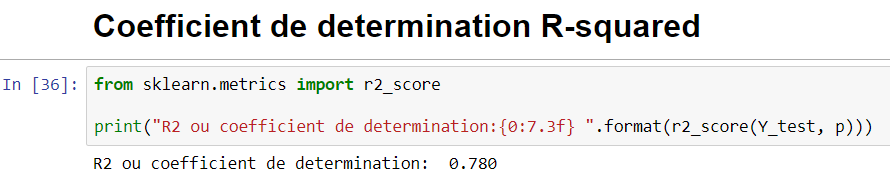 Coefficient de determination R-squared
In [36]: from sklearn.metrics import r2_score
print("R2 ou coefficient de determination:{0:7.3f} ".format(r2_score(Y_test, p)))
R2 ou coefficient de determination:  0.780